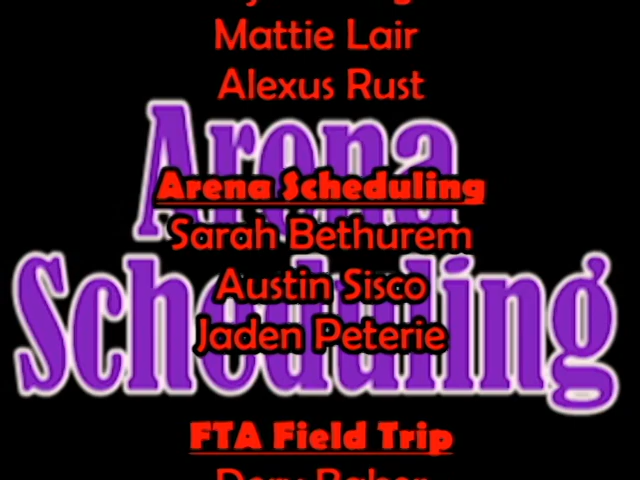 Mattie Lair
Alexus Rust
Arena
Arena Scheduling
Sarah Bethurem
Scheduling
Austin Sisco
Jaden Peterie
FTA Field Trip